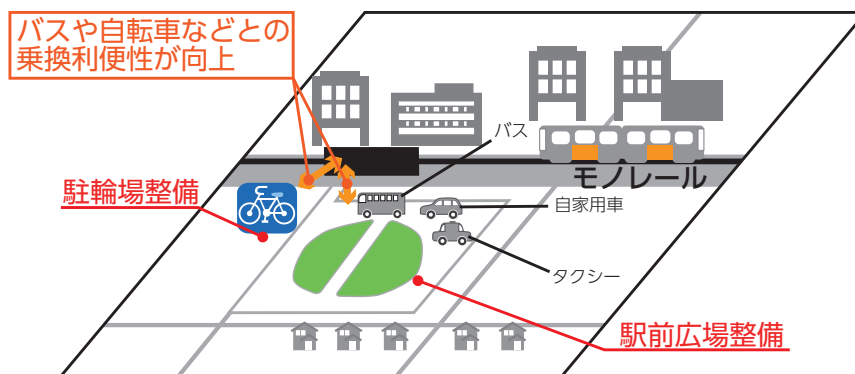 バスや自転車などとの
乗換利便性が向上
バス
モノレール
駐輪場整備
自家用車
タクシー
駅前広場整備